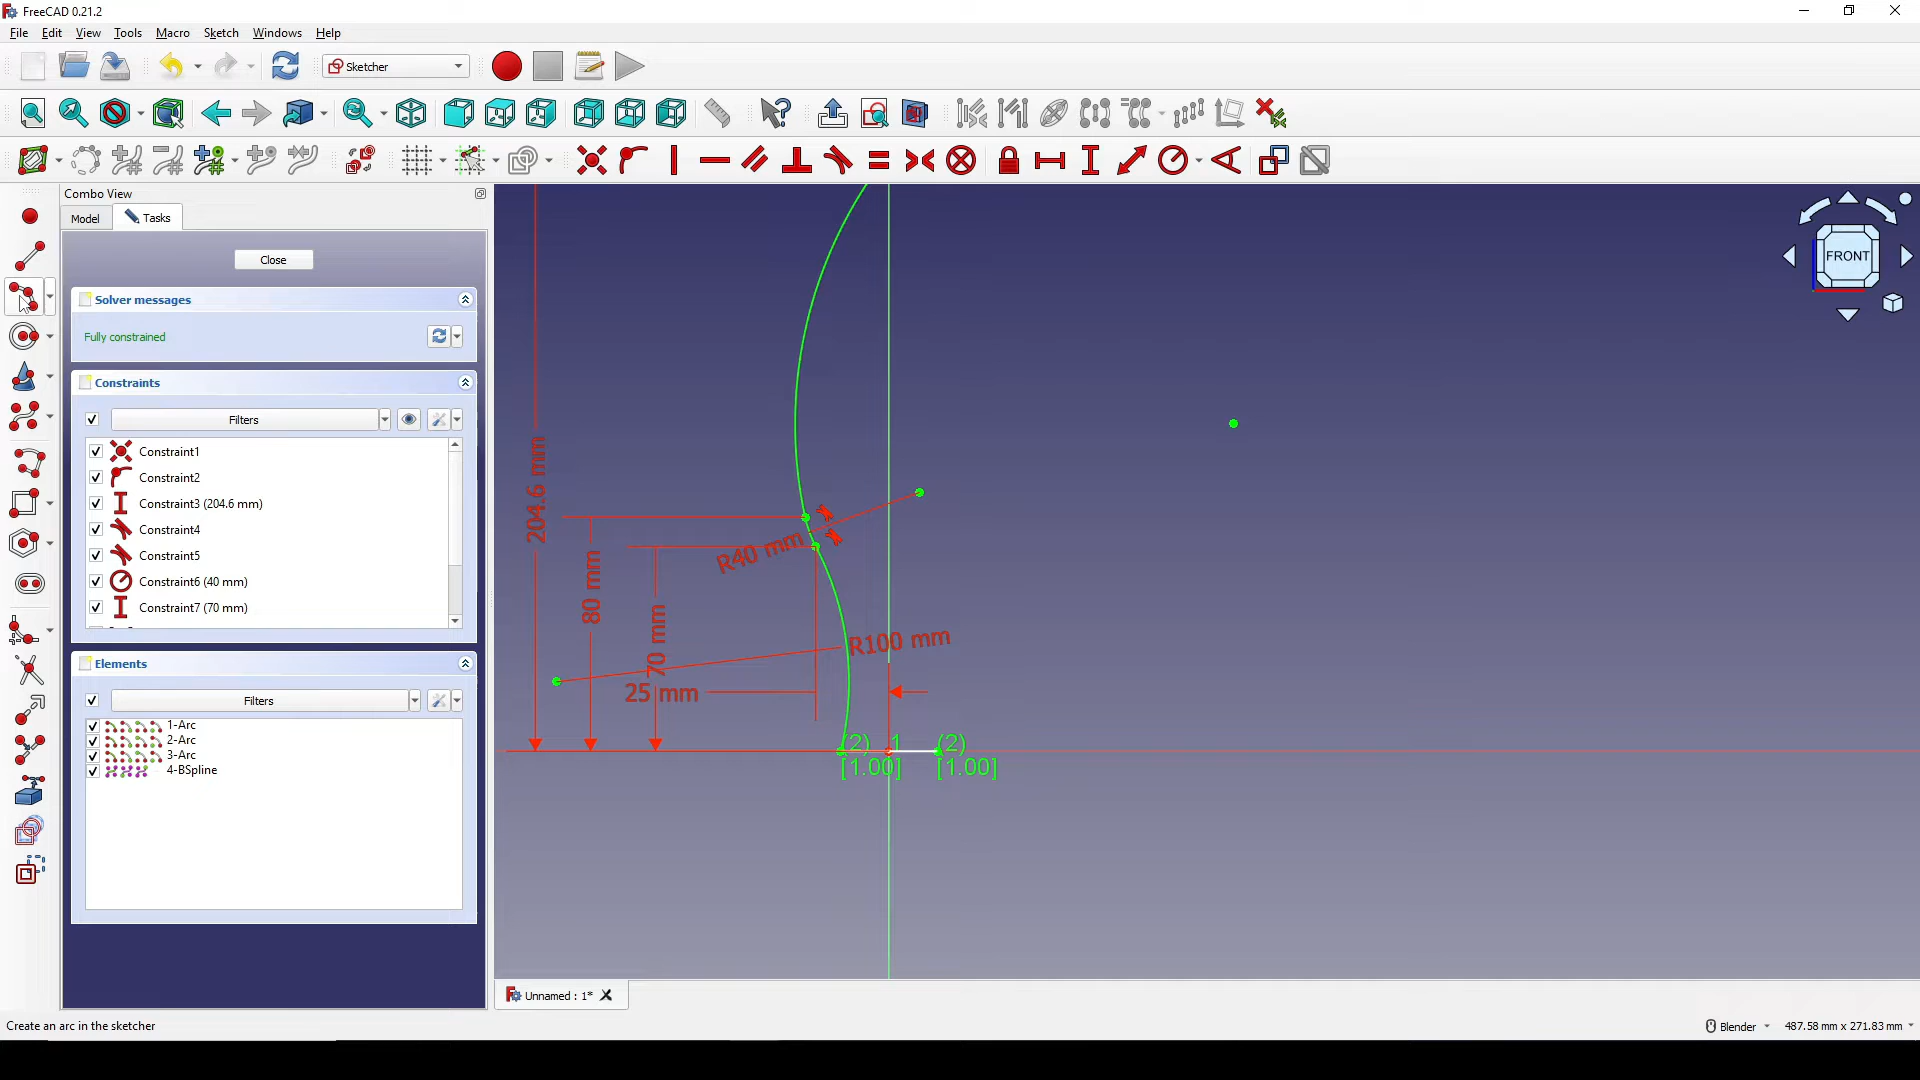 FreeCAD 0.21.2
File Edit View Tools Macro Sketch Windows Help
Sketcher
Combo View
Model Tasks
Close
Solver messages
Fully constrained
Constraints
Filters
Constraint1
Constraint2
Constraint3 (204.6 mm)
Constraint4
Constraint5
Constraint6 (40 mm)
Constraint7 (70 mm)
Elements
Filters
1-Arc
2-Arc
3-Arc
4-BSpline
FRONT
204.6 mm
80 mm
70 mm
R40 mm
R100 mm
25 mm
(2) 1 (2)
[1.00] [1.00]
Unnamed : 1*
Create an arc in the sketcher
Blender
487.58 mm x 271.83 mm